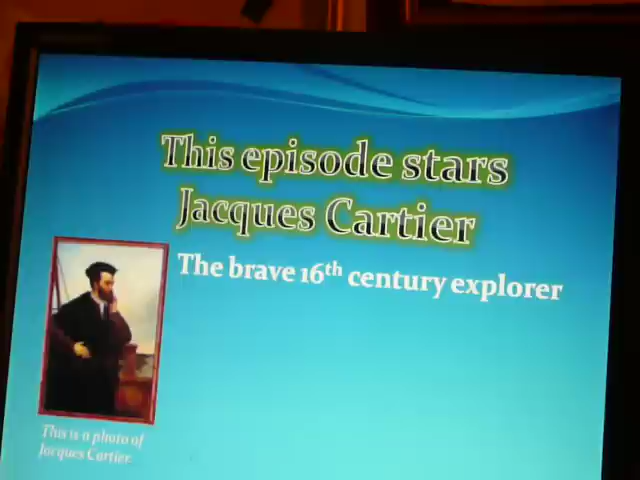 This episode stars
Jacques Cartier
The brave 16th century explorer
This is a photo of
Jacques Cartier.